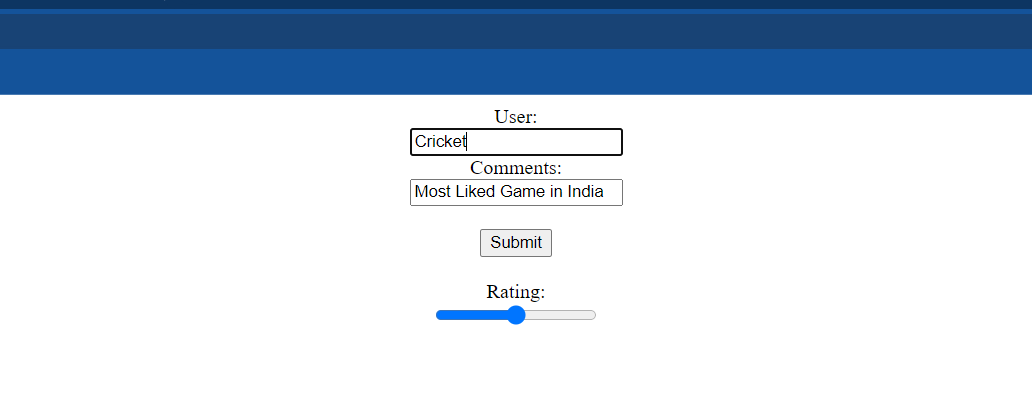 User:
Cricket
Comments:
Most Liked Game in India
Submit
Rating: